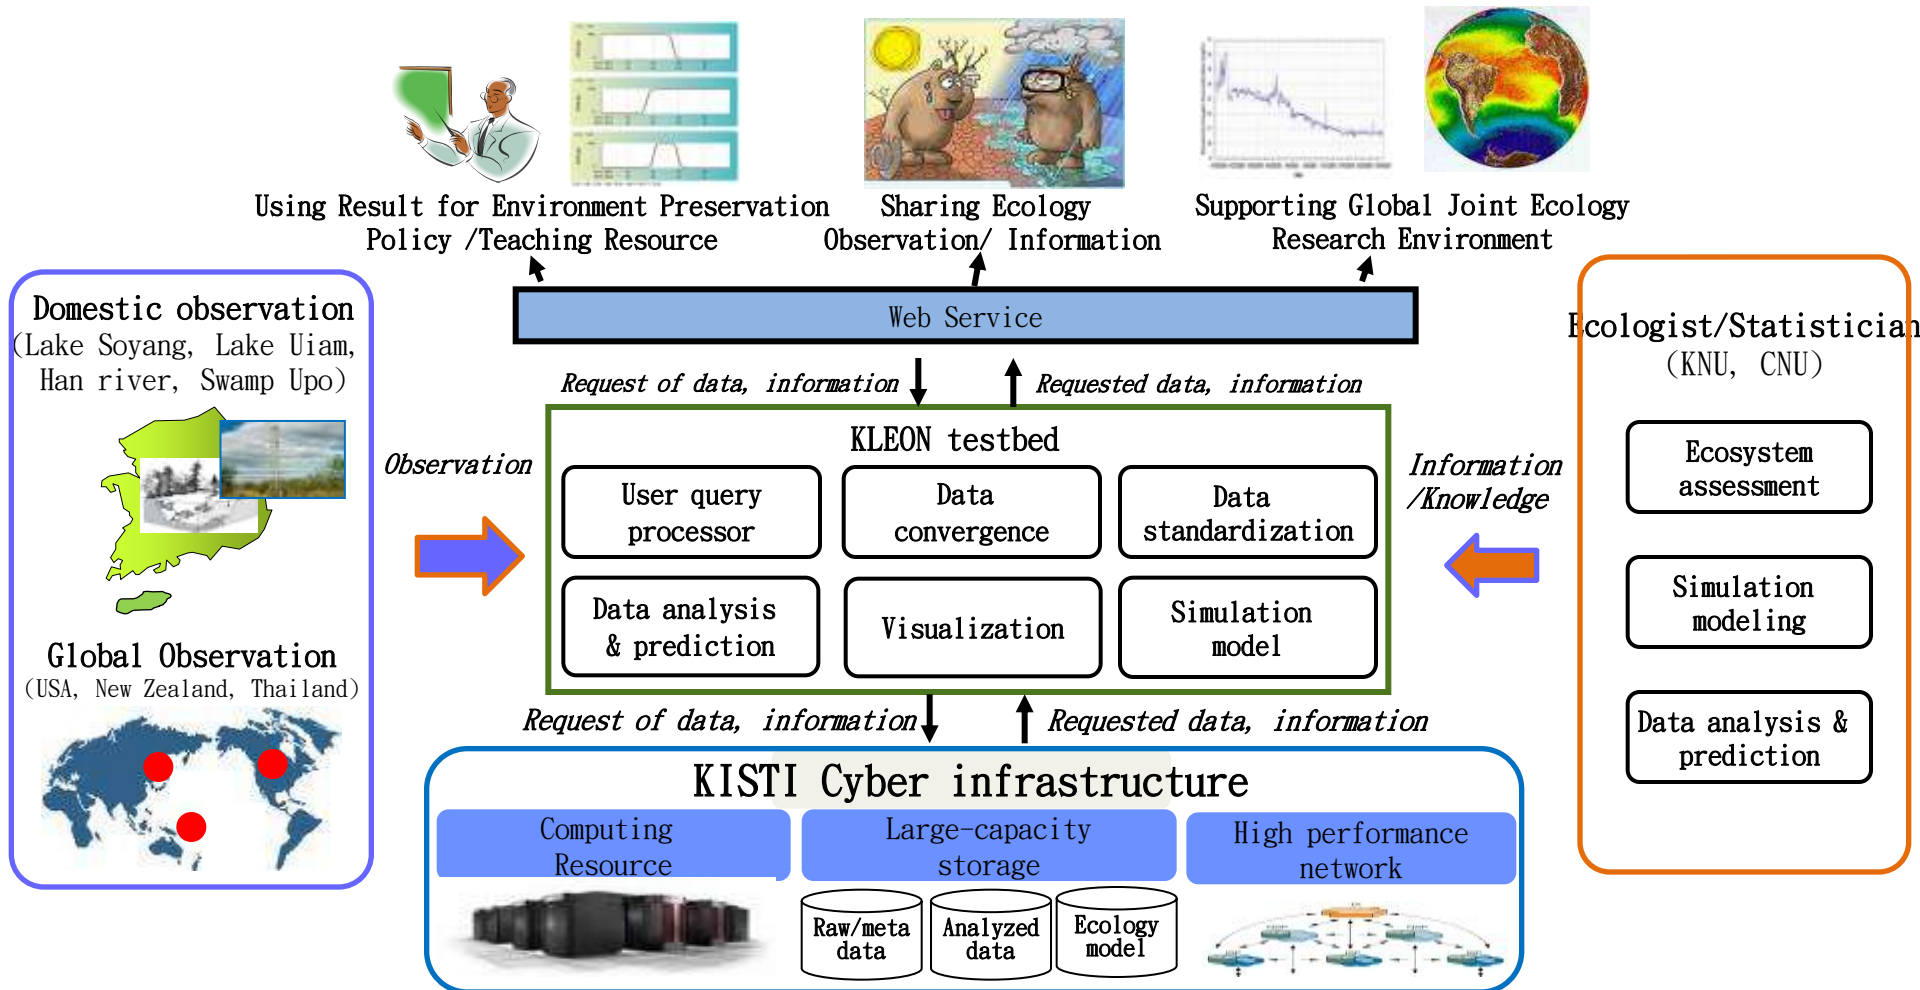 Using Result for Environment Preservation
Policy /Teaching Resource
Sharing Ecology
Observation/ Information
Supporting Global Joint Ecology
Research Environment
Domestic observation
(Lake Soyang, Lake Uiam,
Han river, Swamp Upo)
Global Observation
(USA, New Zealand, Thailand)
Observation
Web Service
Request of data, information
Requested data, information
KLEON testbed
User query
processor
Data
convergence
Data
standardization
Data analysis
& prediction
Visualization
Simulation
model
Request of data, information
Requested data, information
KISTI Cyber infrastructure
Computing
Resource
Large-capacity
storage
High performance
network
Raw/meta
data
Analyzed
data
Ecology
model
Information
/Knowledge
Ecologist/Statistician
(KNU, CNU)
Ecosystem
assessment
Simulation
modeling
Data analysis &
prediction